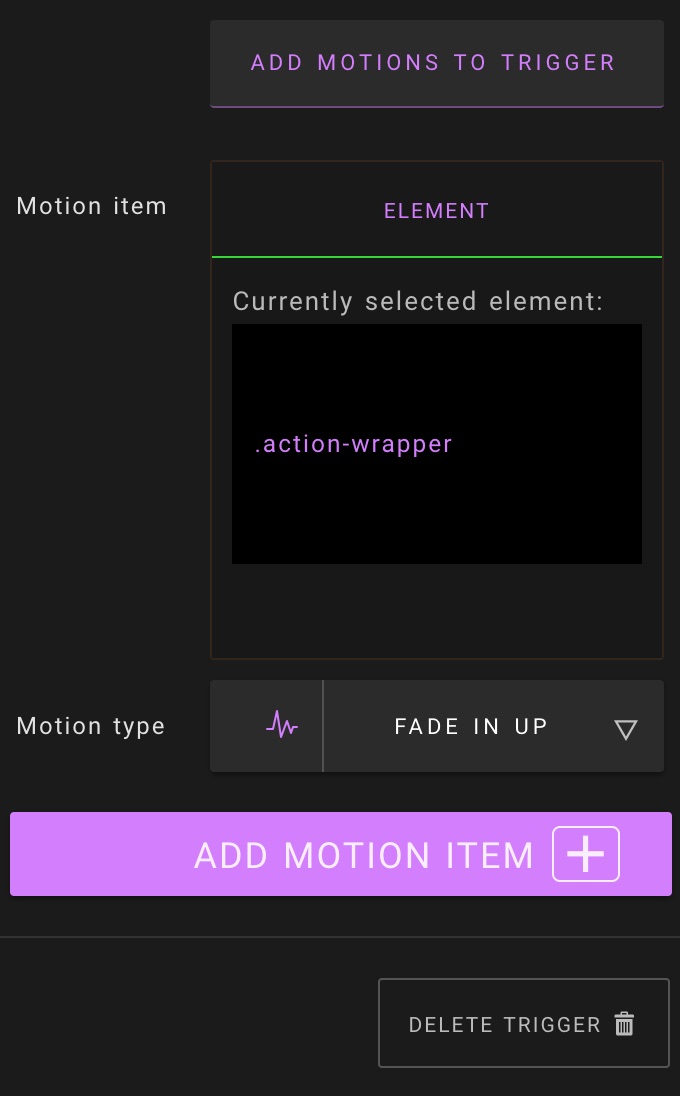 ADD MOTIONS TO TRIGGER
Motion item
ELEMENT
Currently selected element:
.action-wrapper
Motion type
FADE IN UP
ADD MOTION ITEM
DELETE TRIGGER